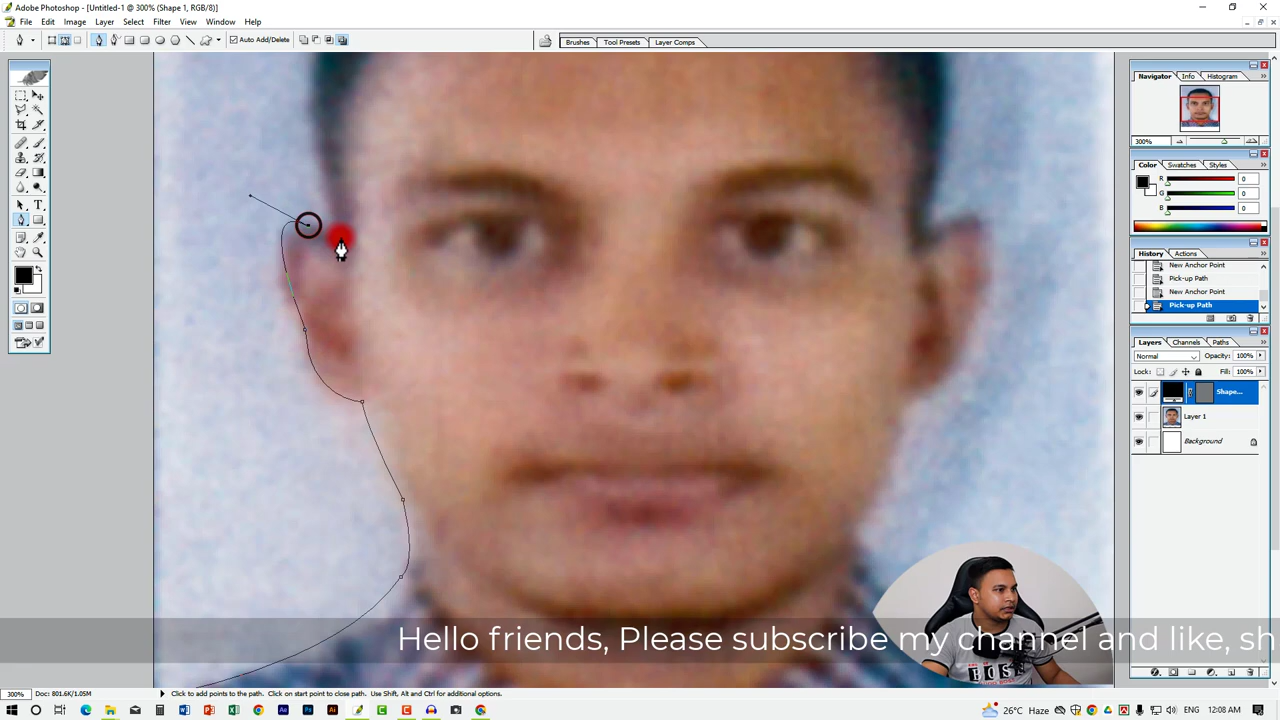 Adobe Photoshop - [Untitled-1 @ 300% (Shape 1, RGB/8)]
File Edit Image Layer Select Filter View Window Help
Auto Add/Delete
Brushes Tool Presets Layer Comps
Navigator Info Histogram
300%
Color Swatches Styles
R 0
G 0
B 0
History Actions
New Anchor Point
Pick-up Path
New Anchor Point
Pick-up Path
Layers Channels Paths
Normal Opacity: 100%
Lock: Fill: 100%
Shape...
Layer 1
Background
Hello friends, Please subscribe my channel and like, sh
300% Doc: 801.6K/1.05M Click to add points to the path. Click on start point to close path. Use Shift, Alt, and Ctrl for additional options.
26°C Haze ENG 12:08 AM